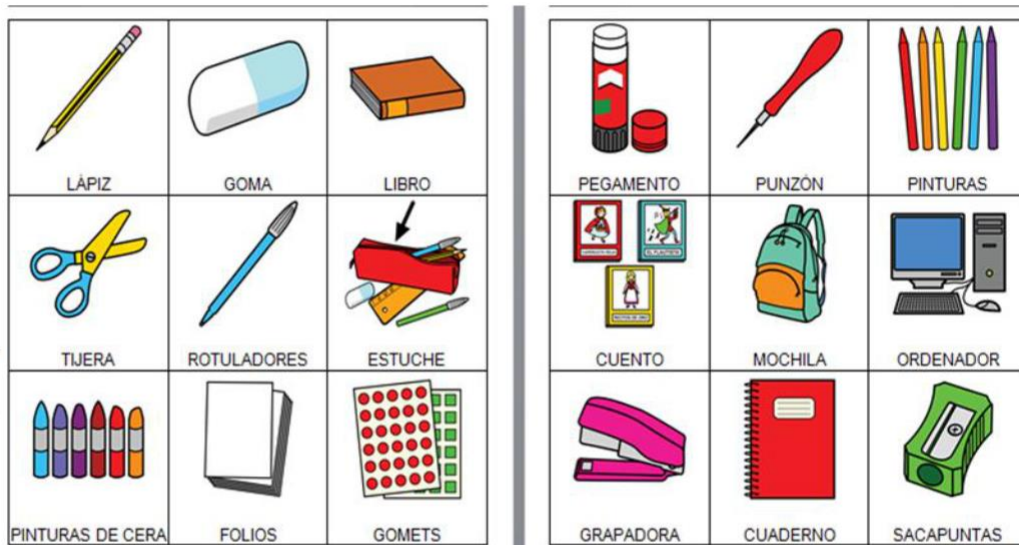 LÁPIZ
GOMA
LIBRO
TIJERA
ROTULADORES
ESTUCHE
PINTURAS DE CERA
FOLIOS
GOMETS
PEGAMENTO
PUNZÓN
PINTURAS
CUENTO
MOCHILA
ORDENADOR
GRAPADORA
CUADERNO
SACAPUNTAS